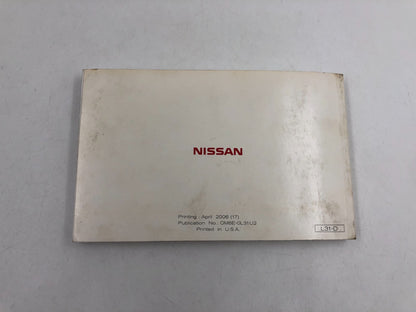 NISSAN
Printing : April 2006 (17)
Publication No.: OM6E-0L31U2
Printed in U.S.A.
L31-D